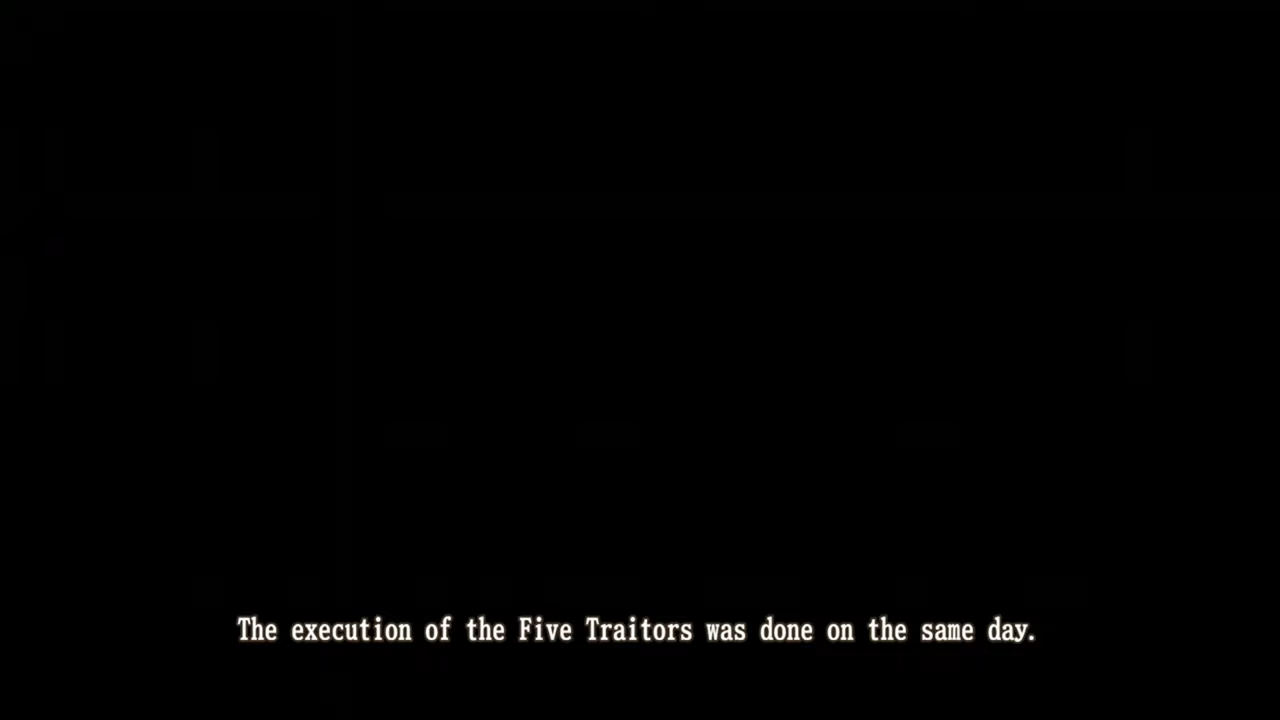 The execution of the Five Traitors was done on the same day.